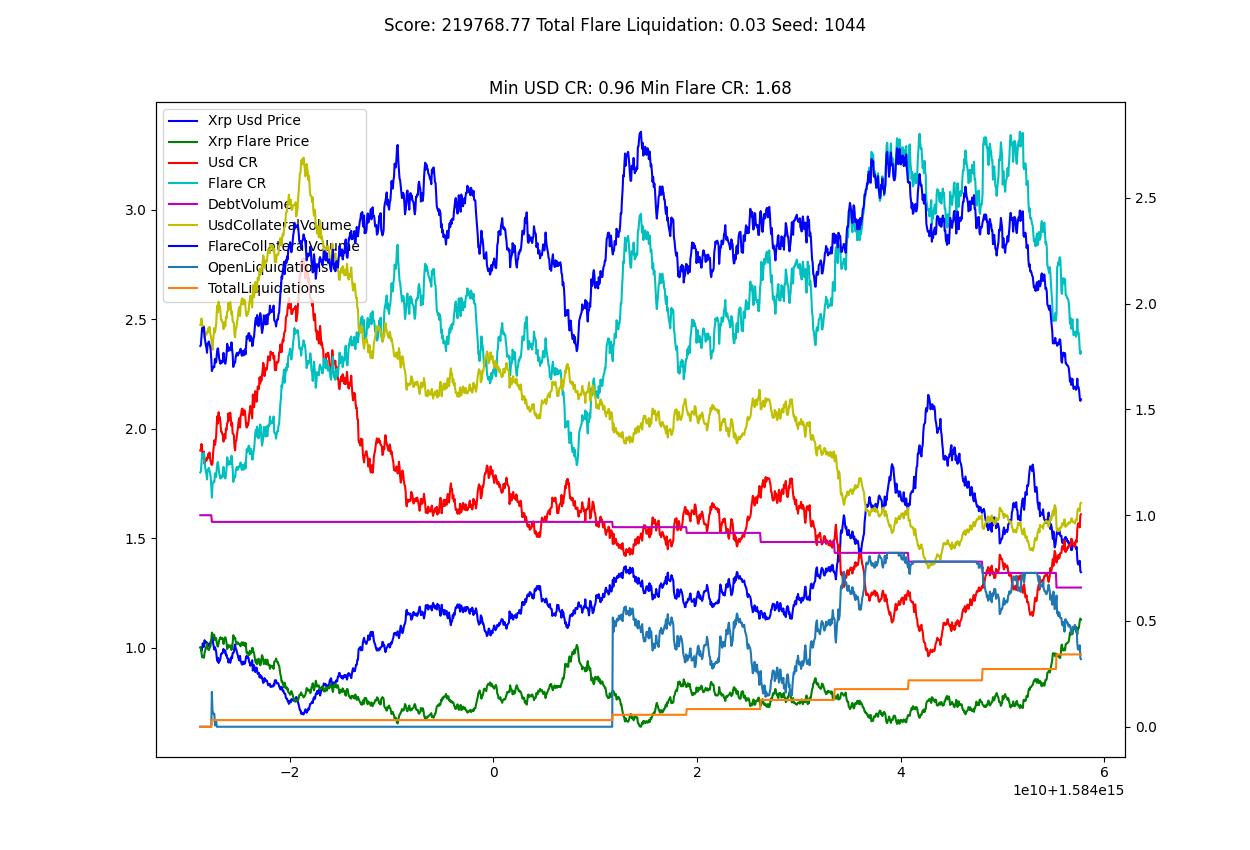 Score: 219768.77 Total Flare Liquidation: 0.03 Seed: 1044
Min USD CR: 0.96 Min Flare CR: 1.68
Xrp Usd Price
Xrp Flare Price
Usd CR
Flare CR
DebtVolume
UsdCollateralVolume
FlareCollateralVolume
OpenLiquidations
TotalLiquidations
3.0
2.5
2.0
1.5
1.0
2.5
2.0
1.5
1.0
0.5
0.0
−2
0
2
4
6
1e10+1.584e15